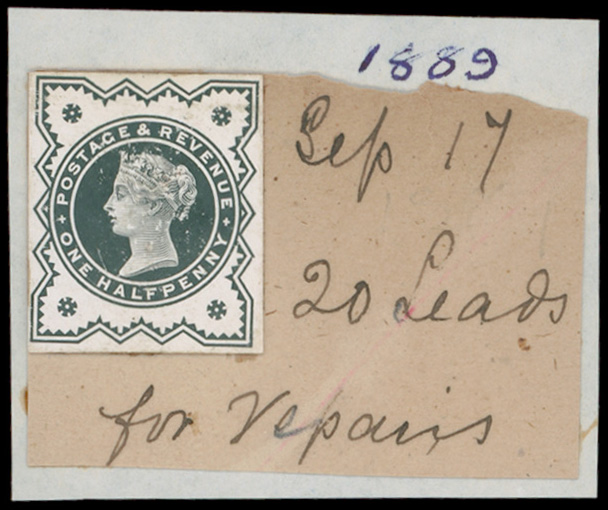 1889
POSTAGE & REVENUE
ONE HALFPENNY
Sep 17
20 Leads
for repairs